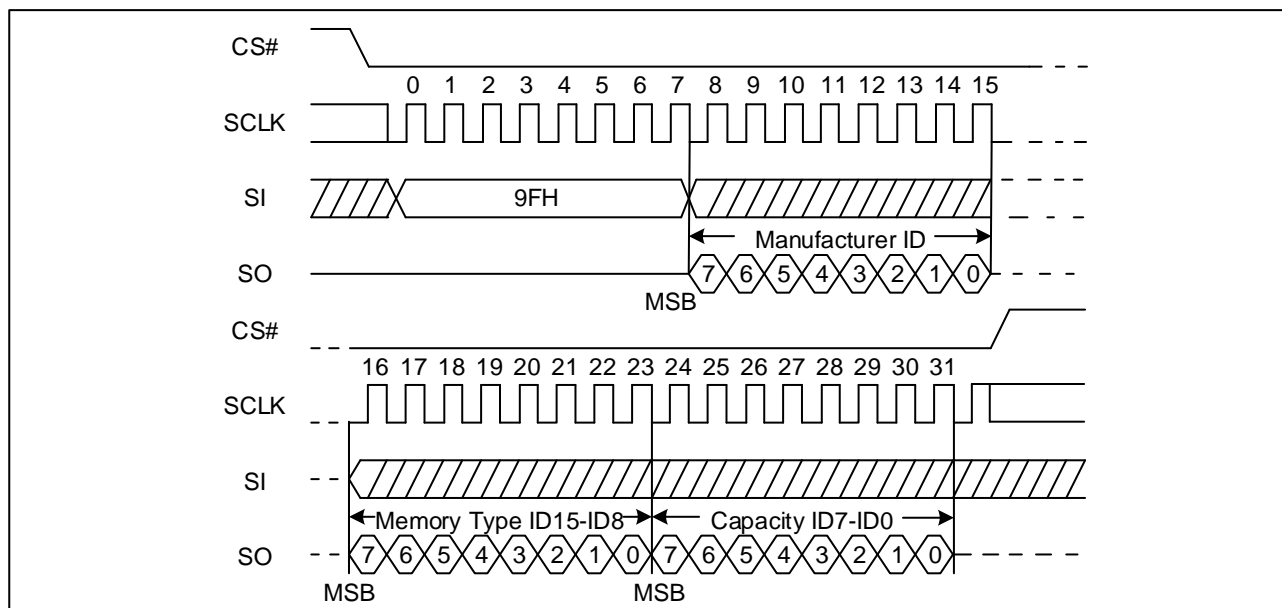 CS#
0 1 2 3 4 5 6 7 8 9 10 11 12 13 14 15
SCLK
SI 9FH
Manufacturer ID
SO 7 6 5 4 3 2 1 0
MSB
CS#
16 17 18 19 20 21 22 23 24 25 26 27 28 29 30 31
SCLK
SI
Memory Type ID15-ID8 Capacity ID7-ID0
SO 7 6 5 4 3 2 1 0 7 6 5 4 3 2 1 0
MSB MSB